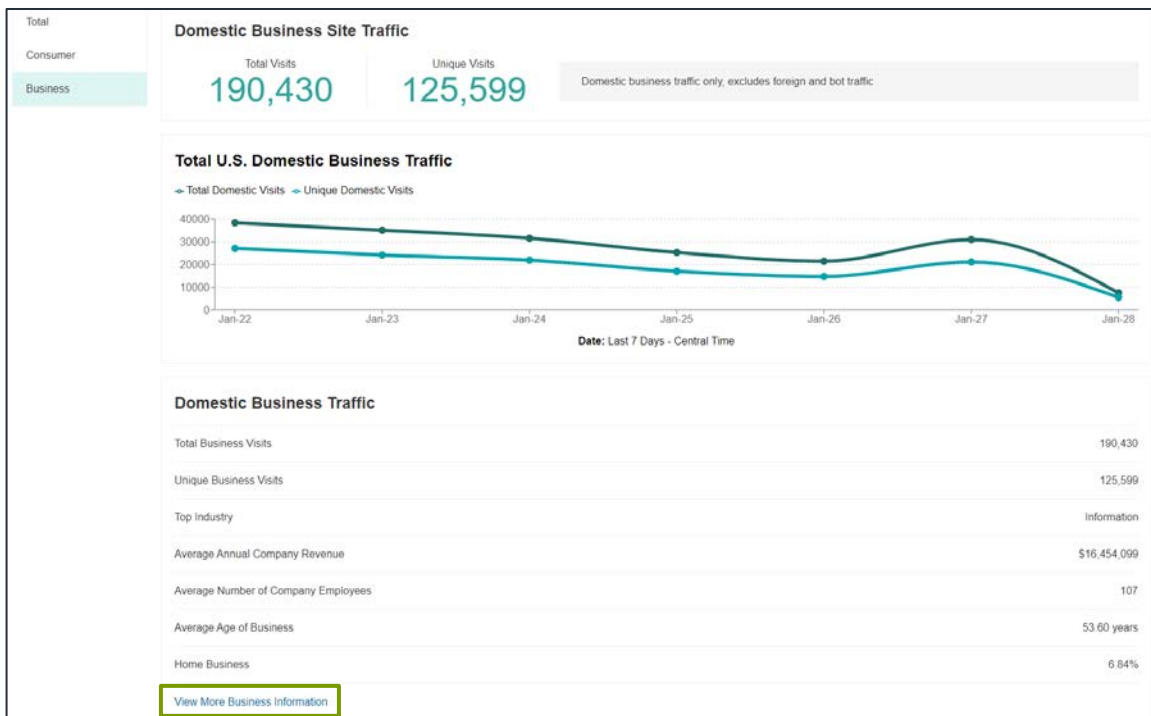 Total
Consumer
Business
Domestic Business Site Traffic
Total Visits
190,430
Unique Visits
125,599
Domestic business traffic only, excludes foreign and bot traffic
Total U.S. Domestic Business Traffic
Total Domestic Visits Unique Domestic Visits
40000
30000
20000
10000
0
Jan-22 Jan-23 Jan-24 Jan-25 Jan-26 Jan-27 Jan-28
Date: Last 7 Days - Central Time
Domestic Business Traffic
Total Business Visits 190,430
Unique Business Visits 125,599
Top Industry Information
Average Annual Company Revenue $16,454,099
Average Number of Company Employees 107
Average Age of Business 53.60 years
Home Business 6.84%
View More Business Information